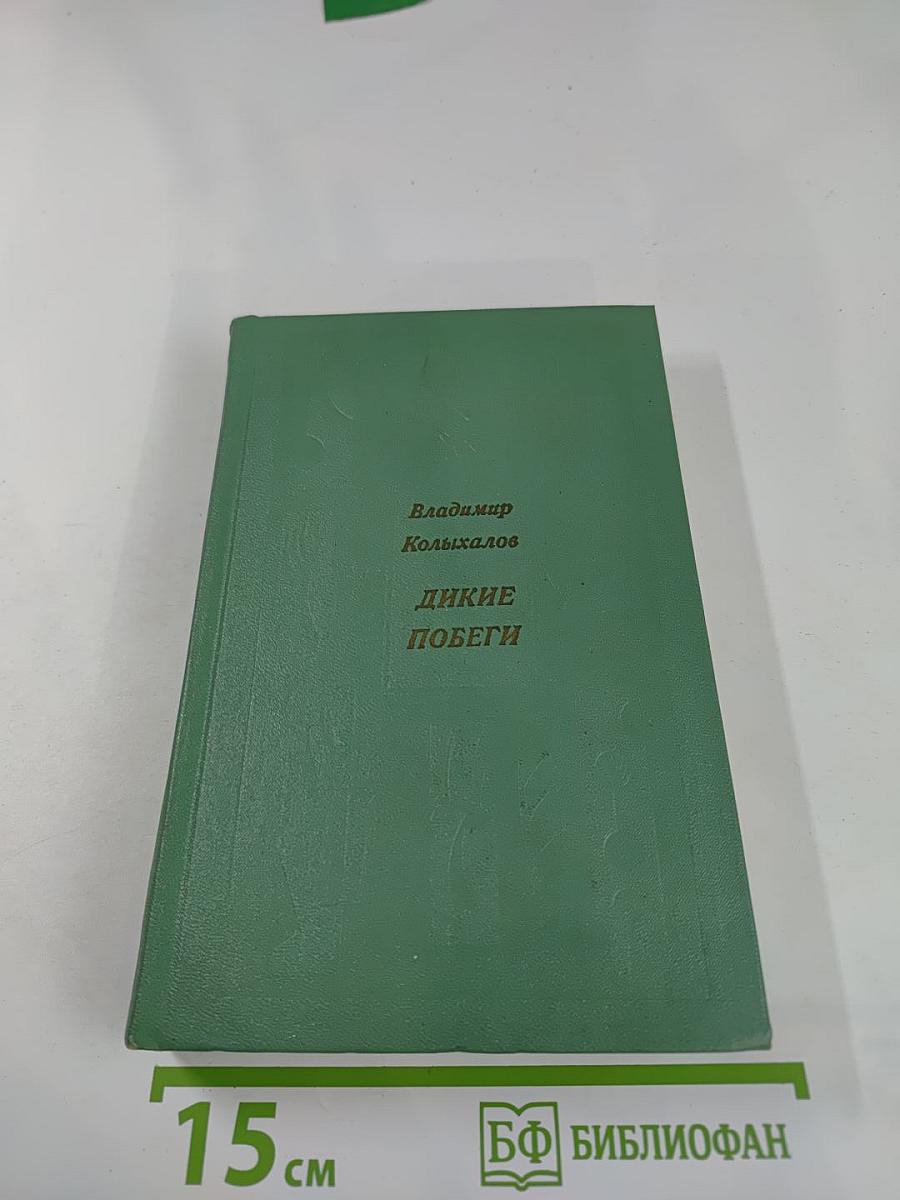 Владимир
Колыхалов
ДИКИЕ
ПОБЕГИ
15 см
БФ БИБЛИОФАН